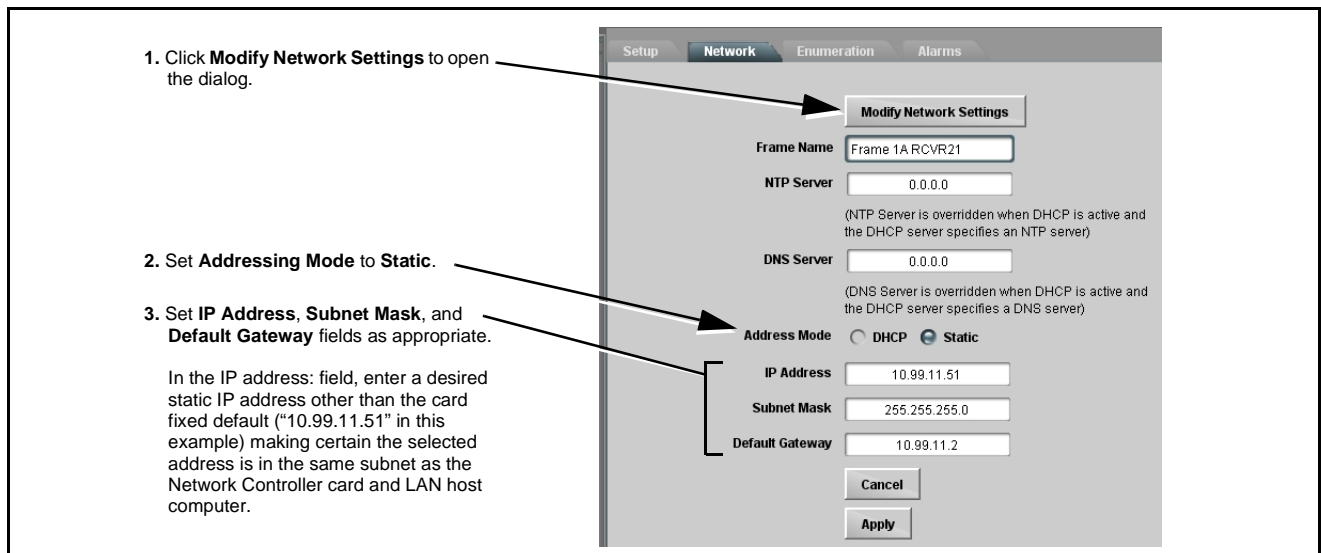 1. Click Modify Network Settings to open
the dialog.
2. Set Addressing Mode to Static.
3. Set IP Address, Subnet Mask, and
Default Gateway fields as appropriate.
In the IP address: field, enter a desired
static IP address other than the card
fixed default (“10.99.11.51” in this
example) making certain the selected
address is in the same subnet as the
Network Controller card and LAN host
computer.
Setup Network Enumeration Alarms
Modify Network Settings
Frame Name Frame 1A RCVR21
NTP Server 0.0.0.0
(NTP Server is overridden when DHCP is active and
the DHCP server specifies an NTP server)
DNS Server 0.0.0.0
(DNS Server is overridden when DHCP is active and
the DHCP server specifies a DNS server)
Address Mode DHCP Static
IP Address 10.99.11.51
Subnet Mask 255.255.255.0
Default Gateway 10.99.11.2
Cancel
Apply